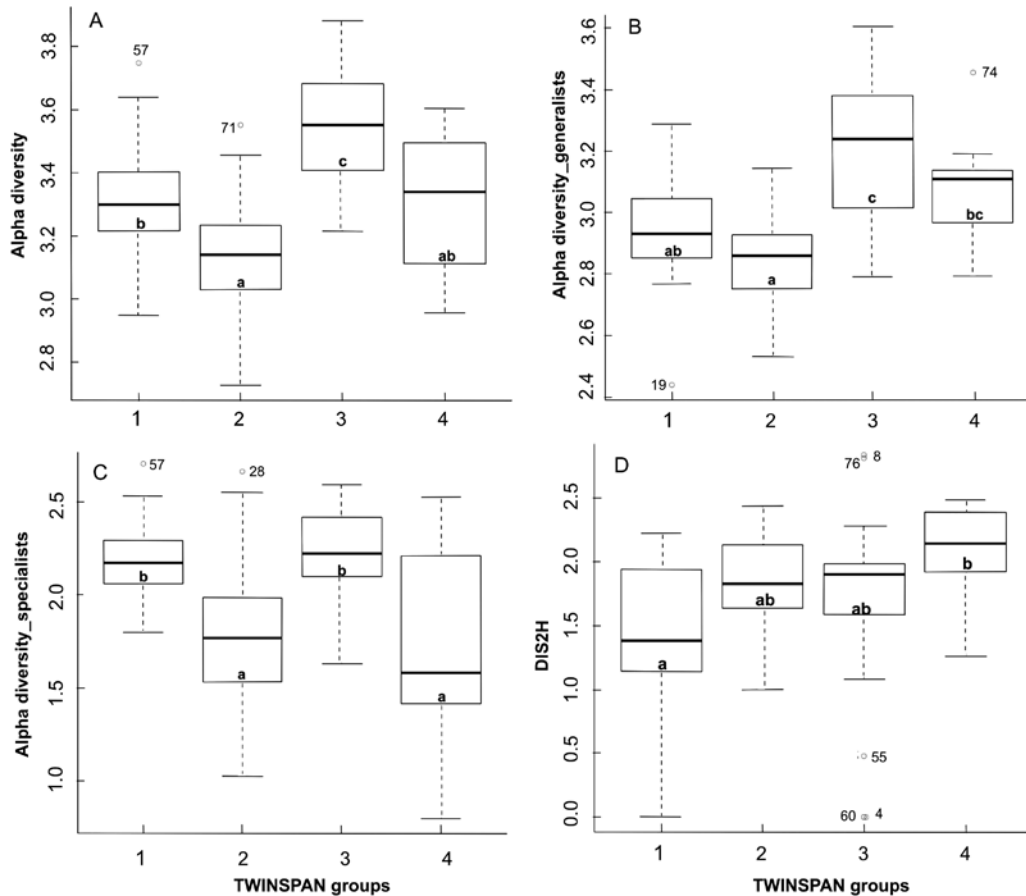 A
Alpha diversity
3.8
3.6
3.4
3.2
3.0
2.8
57
71
b
a
c
ab
1 2 3 4
B
Alpha diversity_generalists
3.6
3.4
3.2
3.0
2.8
2.6
2.4
19
74
ab
a
c
bc
1 2 3 4
C
Alpha diversity_specialists
2.5
2.0
1.5
1.0
57
28
b
a
b
a
1 2 3 4
TWINSPAN groups
D
DIS2H
2.5
2.0
1.5
1.0
0.5
0.0
76 8
55
60 4
a
ab
ab
b
1 2 3 4
TWINSPAN groups